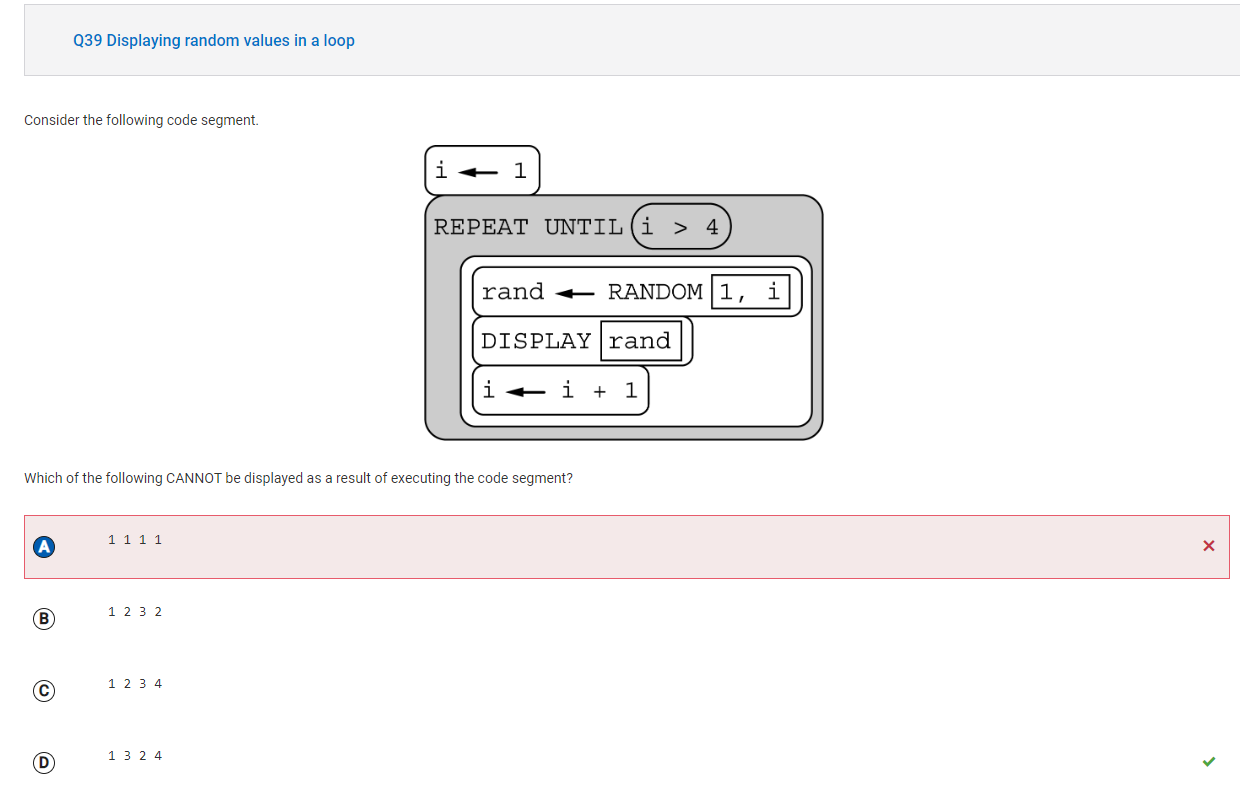 Q39 Displaying random values in a loop
Consider the following code segment.
i ← 1
REPEAT UNTIL i > 4
rand ← RANDOM 1, i
DISPLAY rand
i ← i + 1
Which of the following CANNOT be displayed as a result of executing the code segment?
A 1 1 1 1
B 1 2 3 2
C 1 2 3 4
D 1 3 2 4